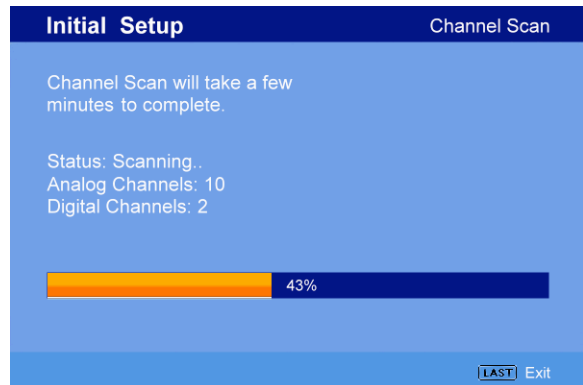 Initial Setup
Channel Scan
Channel Scan will take a few
minutes to complete.
Status: Scanning..
Analog Channels: 10
Digital Channels: 2
43%
LAST Exit